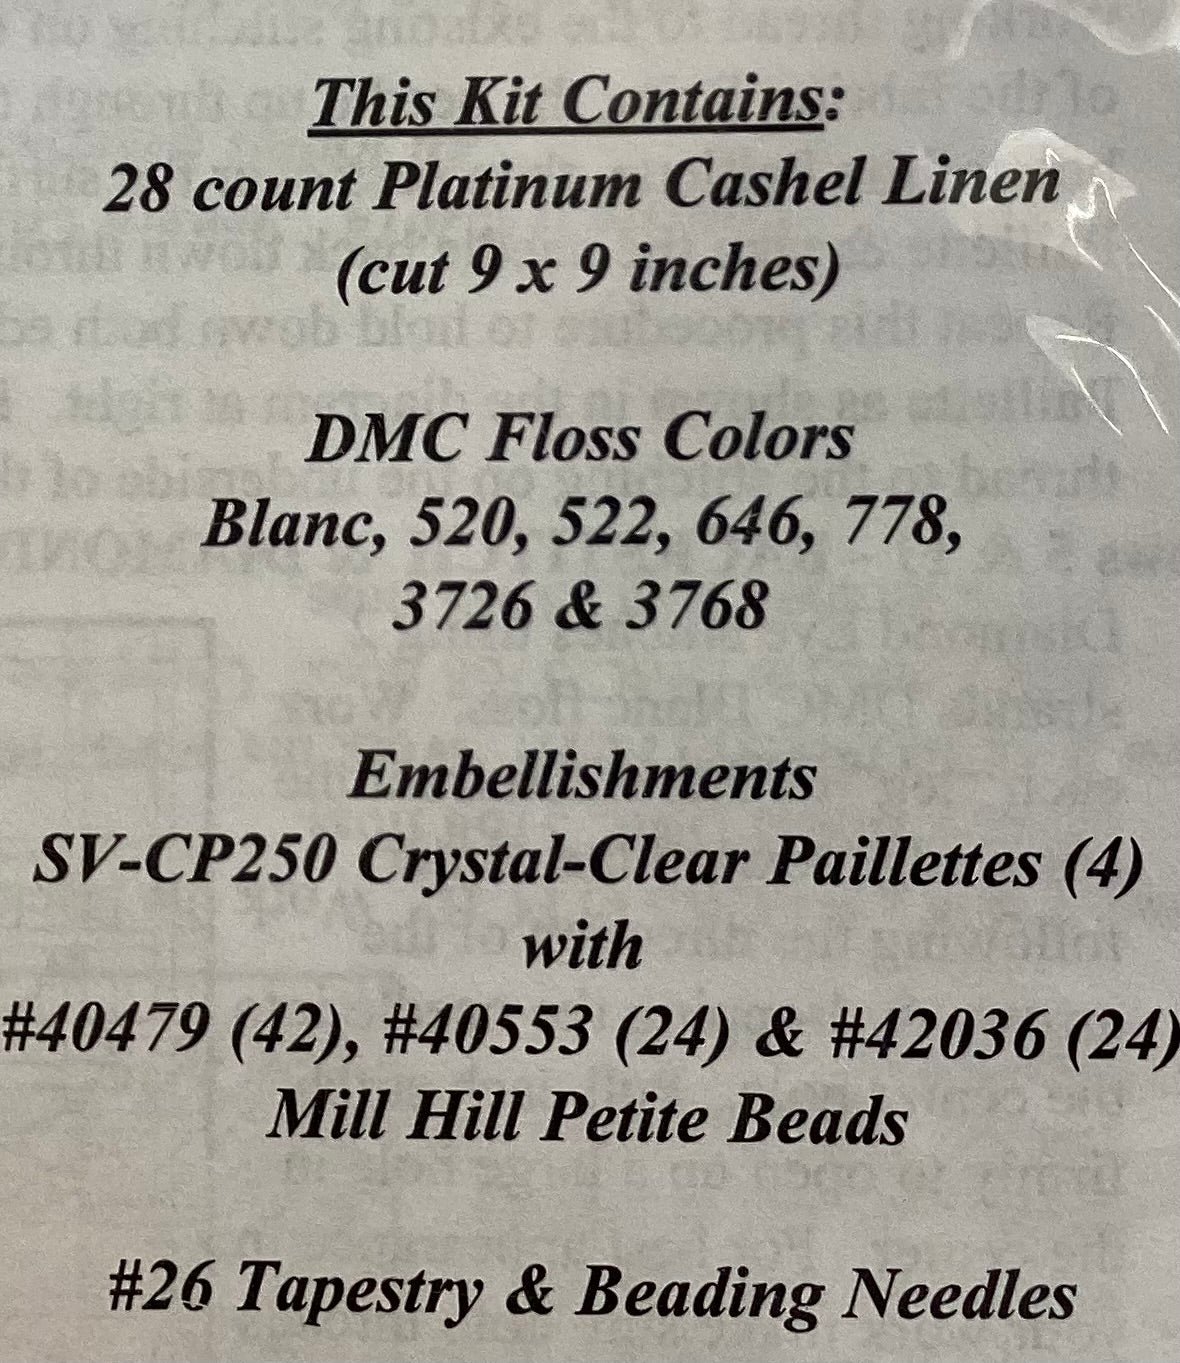 This Kit Contains:
28 count Platinum Cashel Linen
(cut 9 x 9 inches)
DMC Floss Colors
Blanc, 520, 522, 646, 778,
3726 & 3768
Embellishments
SV-CP250 Crystal-Clear Paillettes (4)
with
#40479 (42), #40553 (24) & #42036 (24)
Mill Hill Petite Beads
#26 Tapestry & Beading Needles